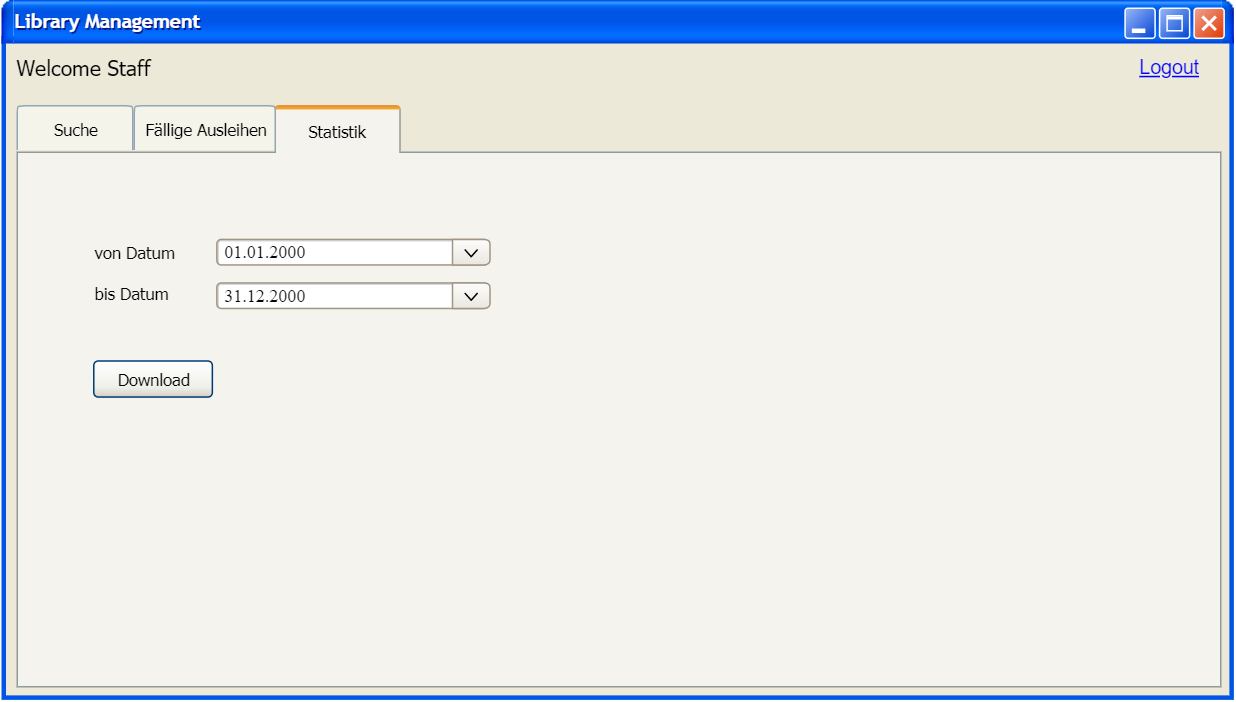 Library Management
Welcome Staff
Logout
Suche
Fällige Ausleihen
Statistik
von Datum
01.01.2000
bis Datum
31.12.2000
Download